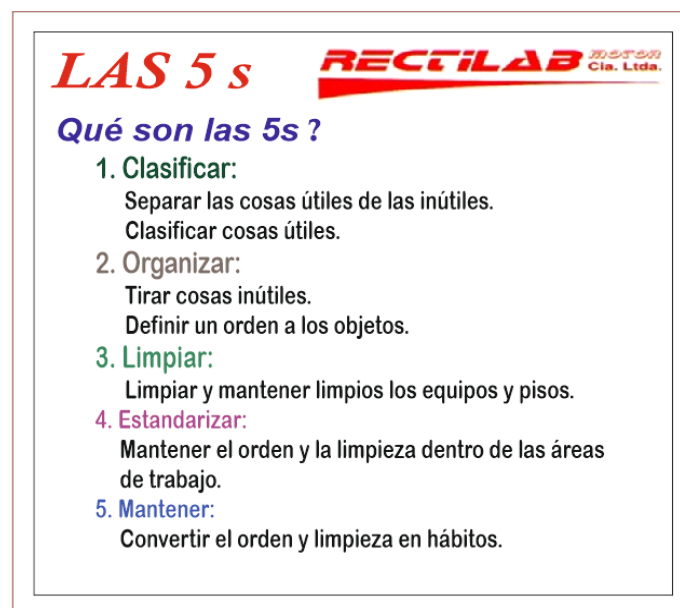 LAS 5 s
RECTILAB MOTOR
Cia. Ltda.
Qué son las 5s ?
1. Clasificar:
Separar las cosas útiles de las inútiles.
Clasificar cosas útiles.
2. Organizar:
Tirar cosas inútiles.
Definir un orden a los objetos.
3. Limpiar:
Limpiar y mantener limpios los equipos y pisos.
4. Estandarizar:
Mantener el orden y la limpieza dentro de las áreas
de trabajo.
5. Mantener:
Convertir el orden y limpieza en hábitos.